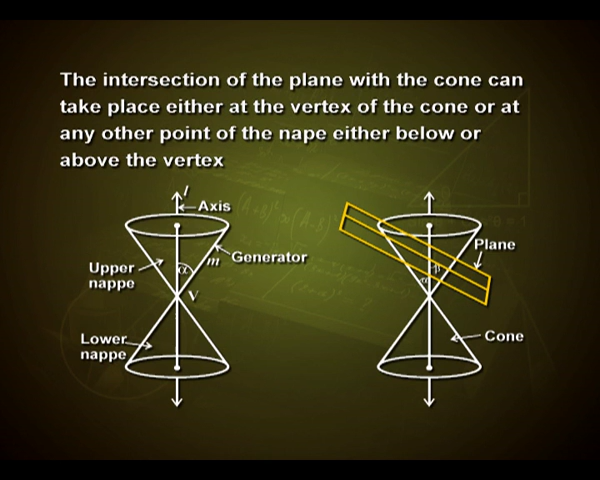 The intersection of the plane with the cone can
take place either at the vertex of the cone or at
any other point of the nape either below or
above the vertex
l
Axis
Generator
m
α
Upper
nappe
V
Lower
nappe
Plane
α
β
Cone